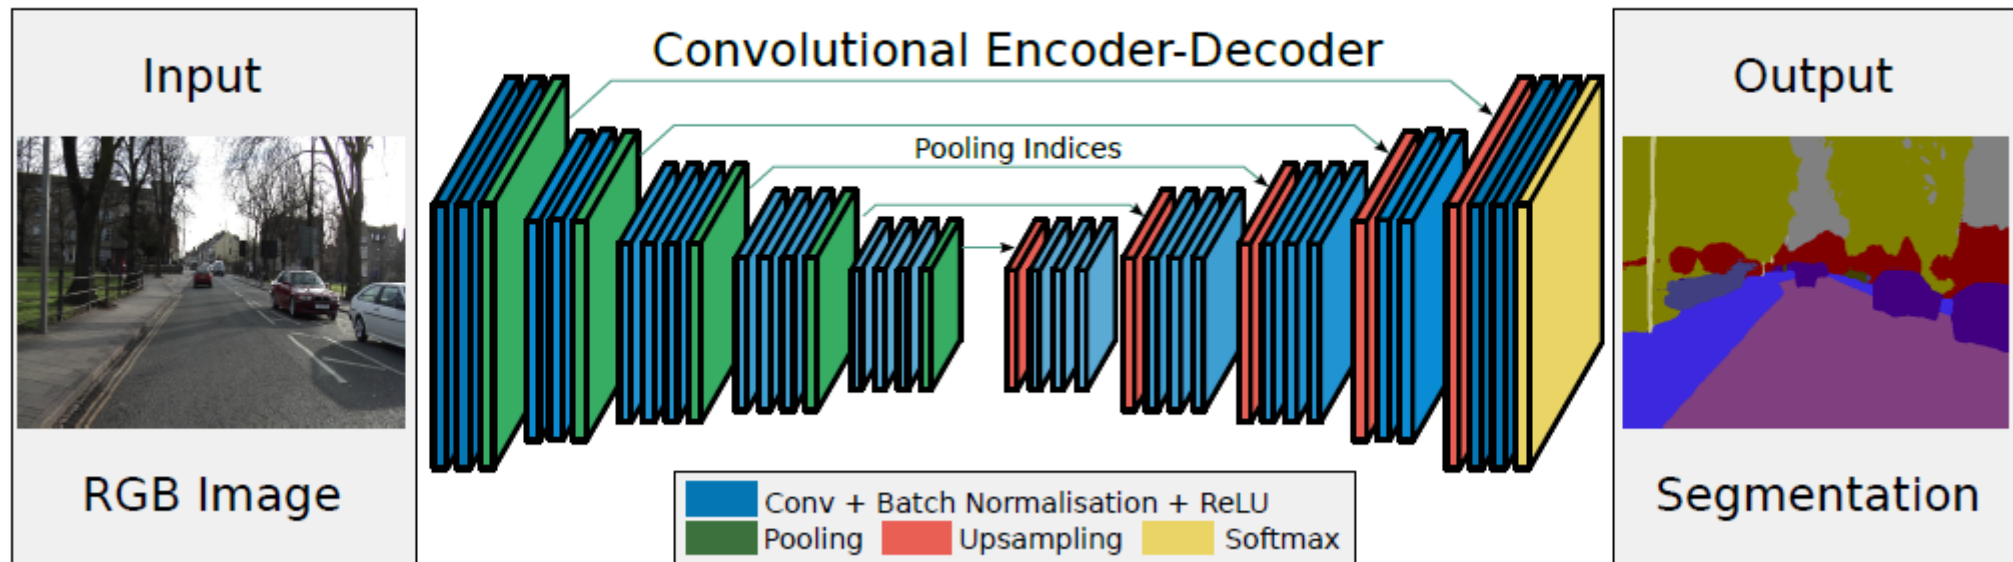 Input
RGB Image
Convolutional Encoder-Decoder
Pooling Indices
Conv + Batch Normalisation + ReLU
Pooling
Upsampling
Softmax
Output
Segmentation